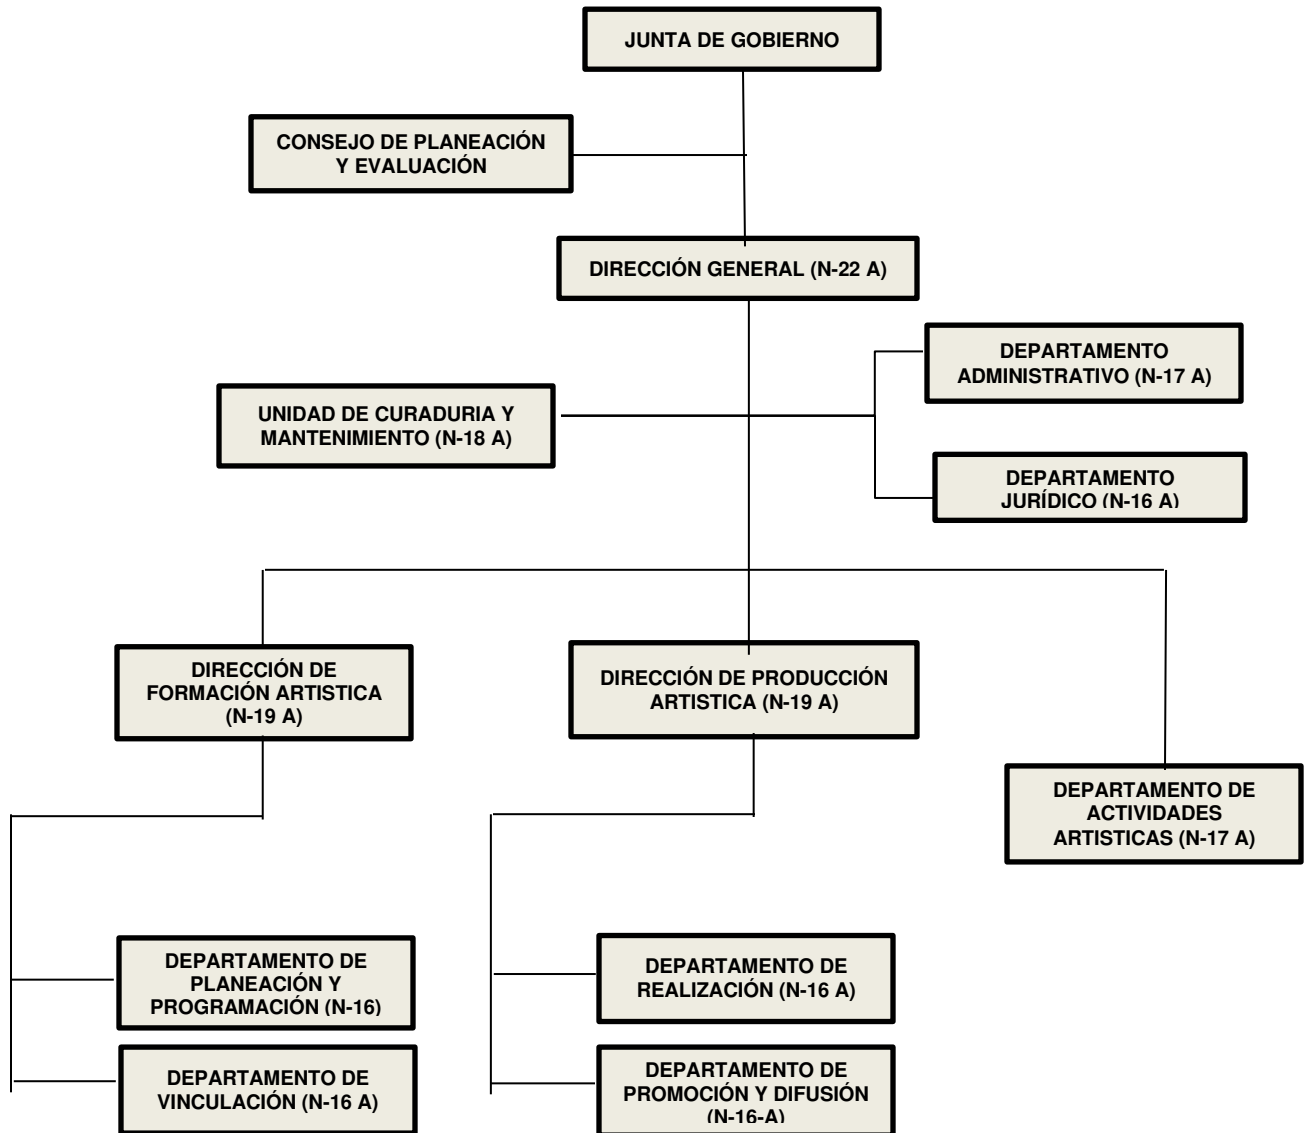 JUNTA DE GOBIERNO
CONSEJO DE PLANEACIÓN
Y EVALUACIÓN
DIRECCIÓN GENERAL (N-22 A)
DEPARTAMENTO
ADMINISTRATIVO (N-17 A)
UNIDAD DE CURADURIA Y
MANTENIMIENTO (N-18 A)
DEPARTAMENTO
JURÍDICO (N-16 A)
DIRECCIÓN DE
FORMACIÓN ARTISTICA
(N-19 A)
DIRECCIÓN DE PRODUCCIÓN
ARTISTICA (N-19 A)
DEPARTAMENTO DE
ACTIVIDADES
ARTISTICAS (N-17 A)
DEPARTAMENTO DE
PLANEACIÓN Y
PROGRAMACIÓN (N-16)
DEPARTAMENTO DE
REALIZACIÓN (N-16 A)
DEPARTAMENTO DE
VINCULACIÓN (N-16 A)
DEPARTAMENTO DE
PROMOCIÓN Y DIFUSIÓN
(N-16-A)